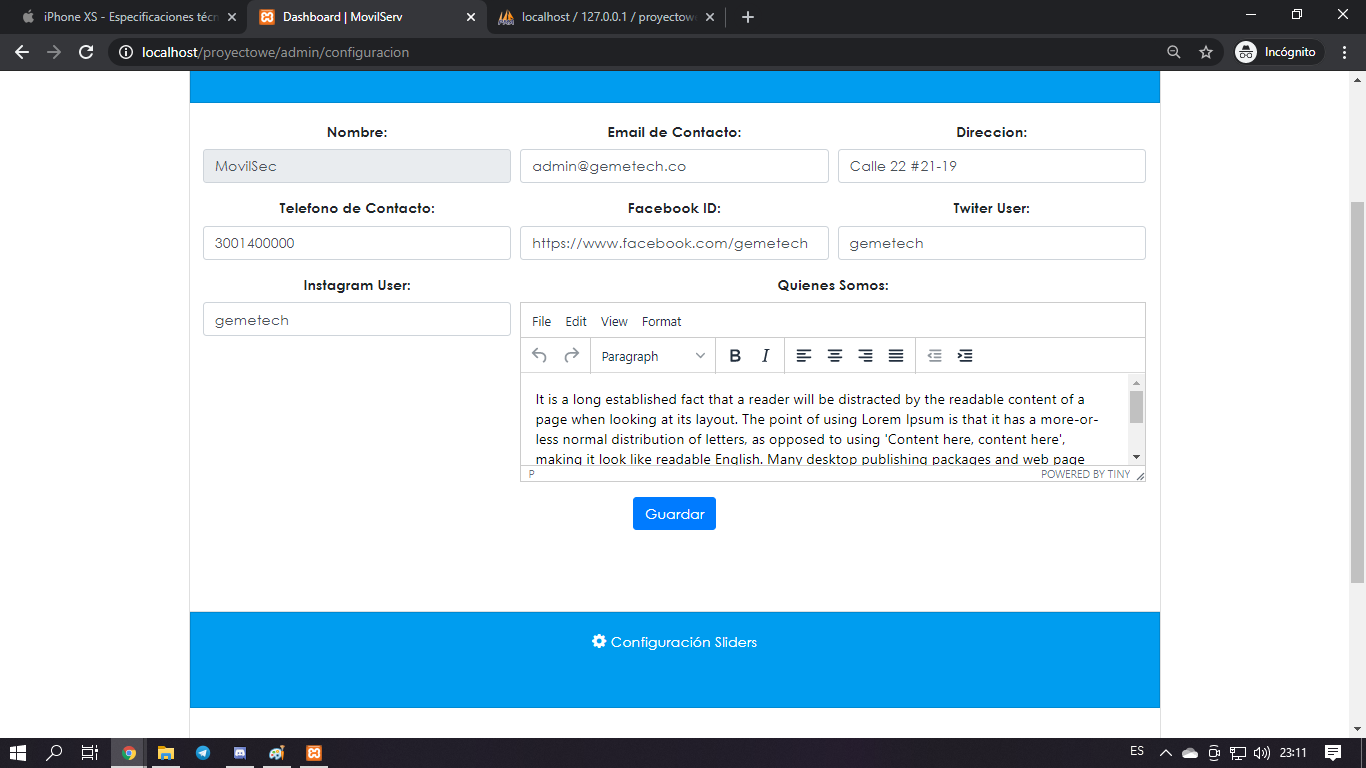 iPhone XS - Especificaciones técn
Dashboard | MovilServ
localhost / 127.0.0.1 / proyectowe
localhost/proyectowe/admin/configuracion
Incógnito
Nombre:
Email de Contacto:
Direccion:
MovilSec
admin@gemetech.co
Calle 22 #21-19
Telefono de Contacto:
Facebook ID:
Twiter User:
3001400000
https://www.facebook.com/gemetech
gemetech
Instagram User:
Quienes Somos:
gemetech
File Edit View Format
Paragraph B I
It is a long established fact that a reader will be distracted by the readable content of a
page when looking at its layout. The point of using Lorem Ipsum is that it has a more-or-
less normal distribution of letters, as opposed to using 'Content here, content here',
making it look like readable English. Many desktop publishing packages and web page
P
POWERED BY TINY
Guardar
Configuración Sliders
ES
23:11